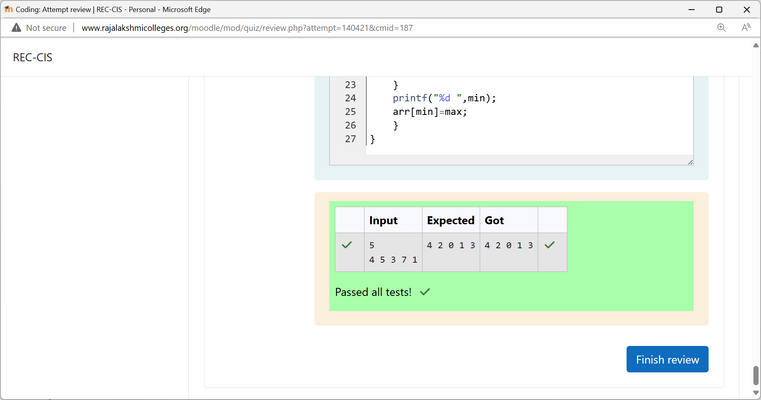 Coding: Attempt review | REC-CIS - Personal - Microsoft Edge
Not secure | www.rajalakshmicolleges.org/moodle/mod/quiz/review.php?attempt=140421&cmid=187
REC-CIS
23 }
24 printf("%d ",min);
25 arr[min]=max;
26 }
27 }
Input Expected Got
5 4 2 0 1 3 4 2 0 1 3
4 5 3 7 1
Passed all tests!
Finish review